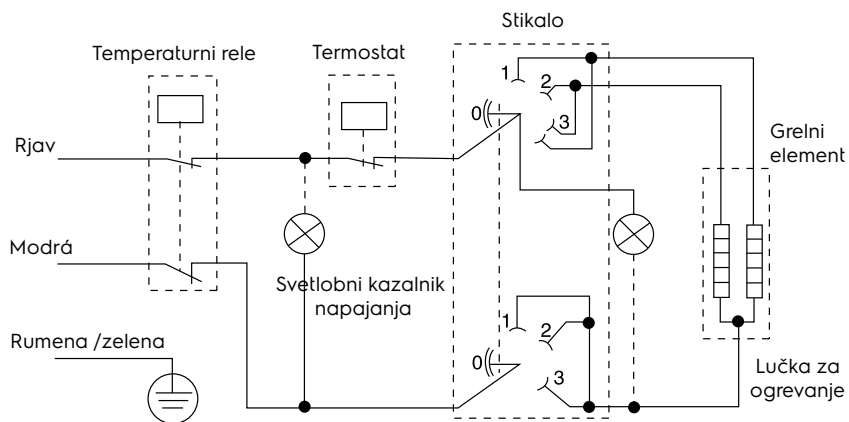 Stikalo
Temperaturni rele
Termostat
1
2
0
3
Rjav
Grelni
element
Modrá
Svetlobni kazalnik
napajanja
1
2
0
3
Rumena /zelena
Lučka za
ogrevanje